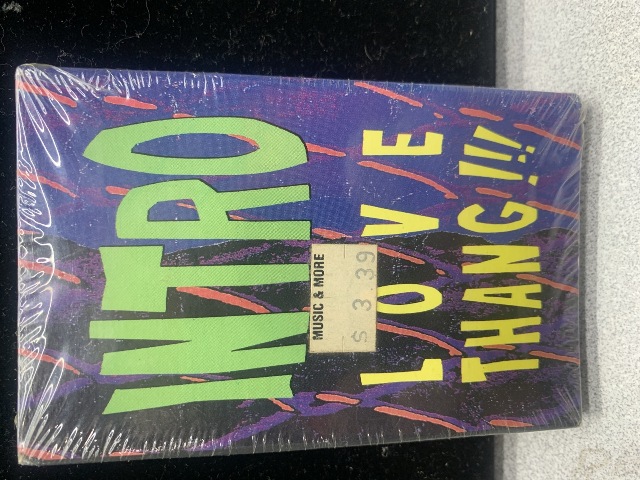 INTRO
MUSIC & MORE
$ 3.39
LOVE
THANG!!!